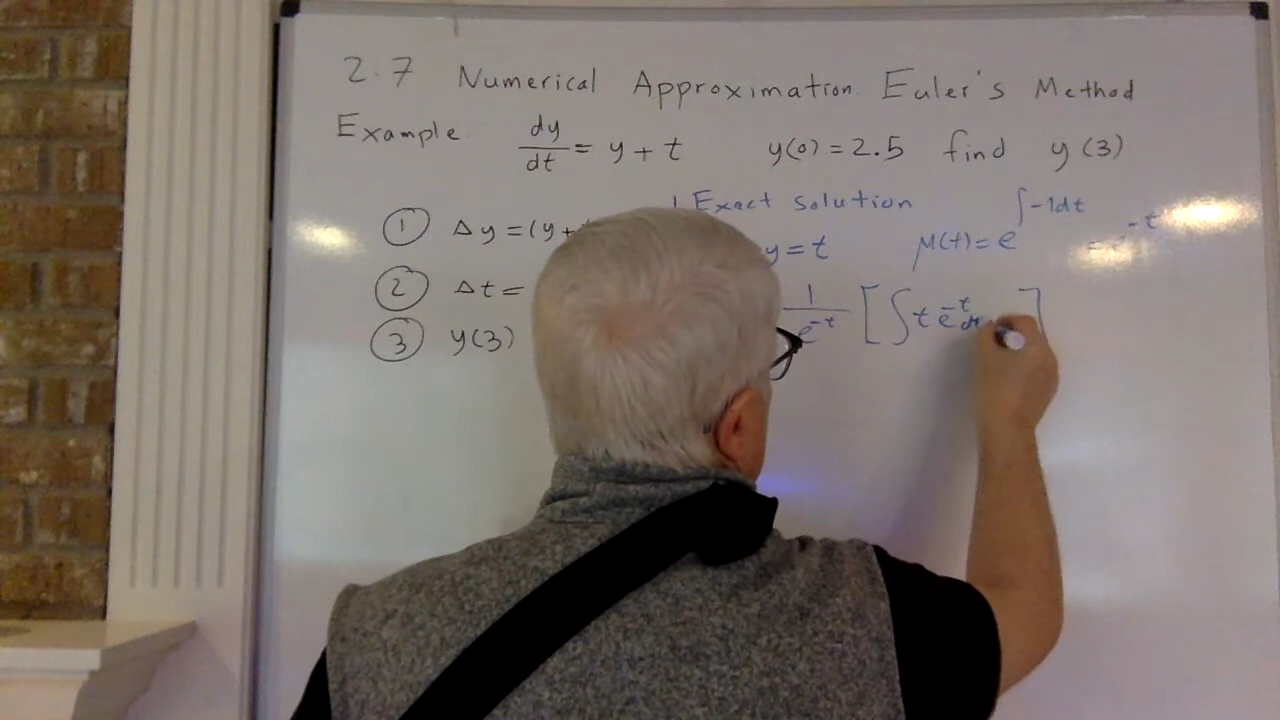 2.7 Numerical Approximation Euler's Method
Example dy/dt = y + t y(0) = 2.5 find y(3)
① Δy = (y +
Exact solution
y = t μ(t) = e^∫-1dt = e^-t
② Δt =
1/e^-t [∫ t e^-t dt ]
③ y(3)